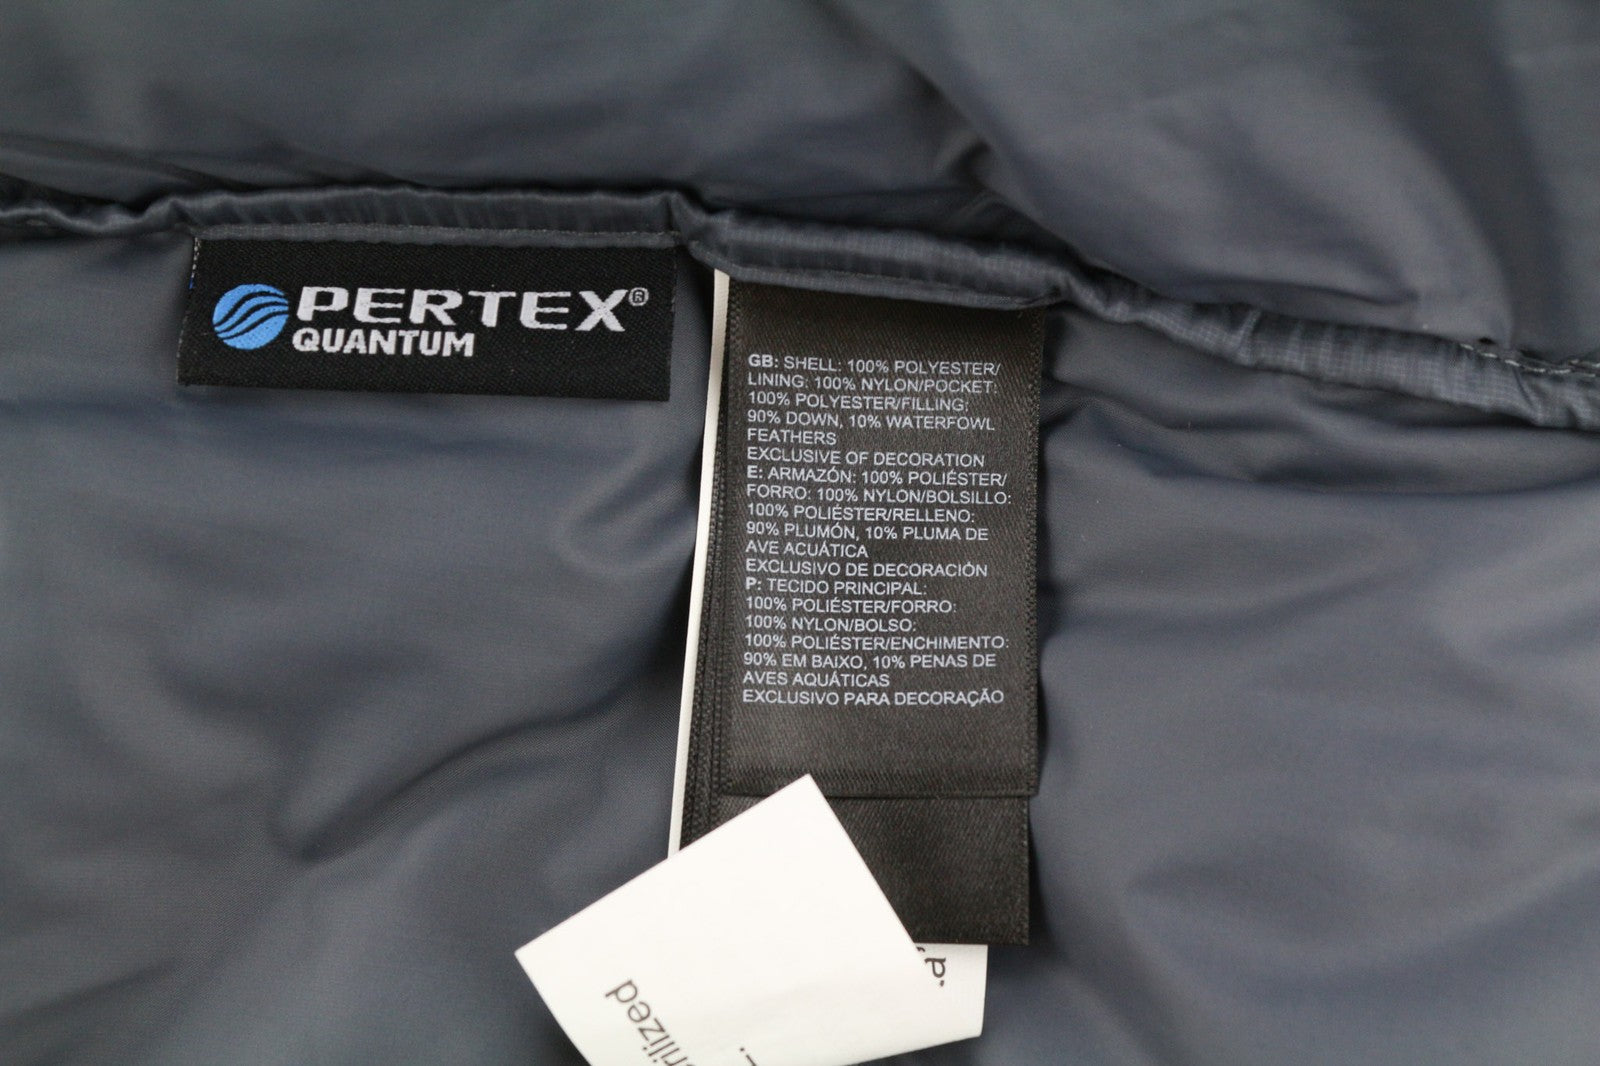 PERTEX®
QUANTUM
GB: SHELL: 100% POLYESTER/
LINING: 100% NYLON/POCKET:
100% POLYESTER/FILLING:
90% DOWN, 10% WATERFOWL
FEATHERS
EXCLUSIVE OF DECORATION
E: ARMAZÓN: 100% POLIÉSTER/
FORRO: 100% NYLON/BOLSILLO:
100% POLIÉSTER/RELLENO:
90% PLUMÓN, 10% PLUMA DE
AVE ACUÁTICA
EXCLUSIVO DE DECORACIÓN
P: TECIDO PRINCIPAL:
100% POLIÉSTER/FORRO:
100% NYLON/BOLSO:
100% POLIÉSTER/ENCHIMENTO:
90% EM BAIXO, 10% PENAS DE
AVES AQUÁTICAS
EXCLUSIVO PARA DECORAÇÃO